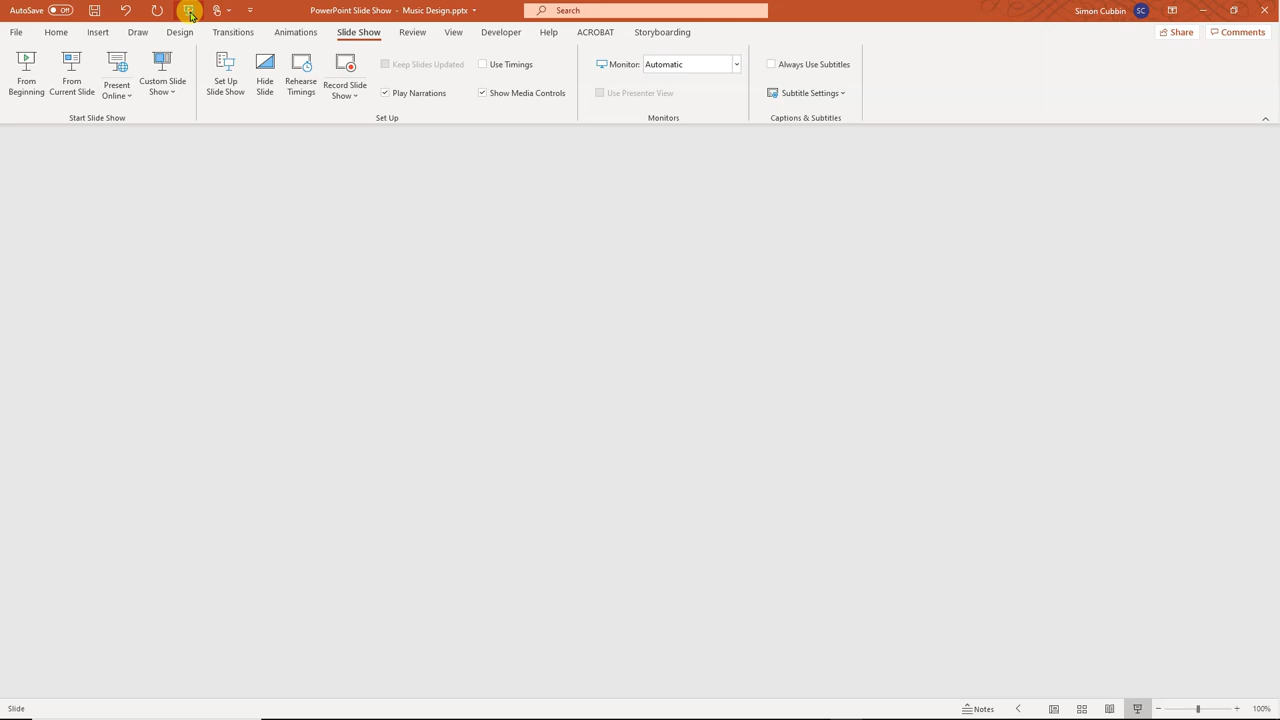 AutoSave Off PowerPoint Slide Show - Music Design.pptx Search Simon Cubbin SC
File Home Insert Draw Design Transitions Animations Slide Show Review View Developer Help ACROBAT Storyboarding Share Comments
From Beginning
From Current Slide
Present Online
Custom Slide Show
Set Up Slide Show
Hide Slide
Rehearse Timings
Record Slide Show
Keep Slides Updated
Use Timings
Play Narrations
Show Media Controls
Monitor: Automatic
Use Presenter View
Always Use Subtitles
Subtitle Settings
Start Slide Show Set Up Monitors Captions & Subtitles
Slide Notes 100%